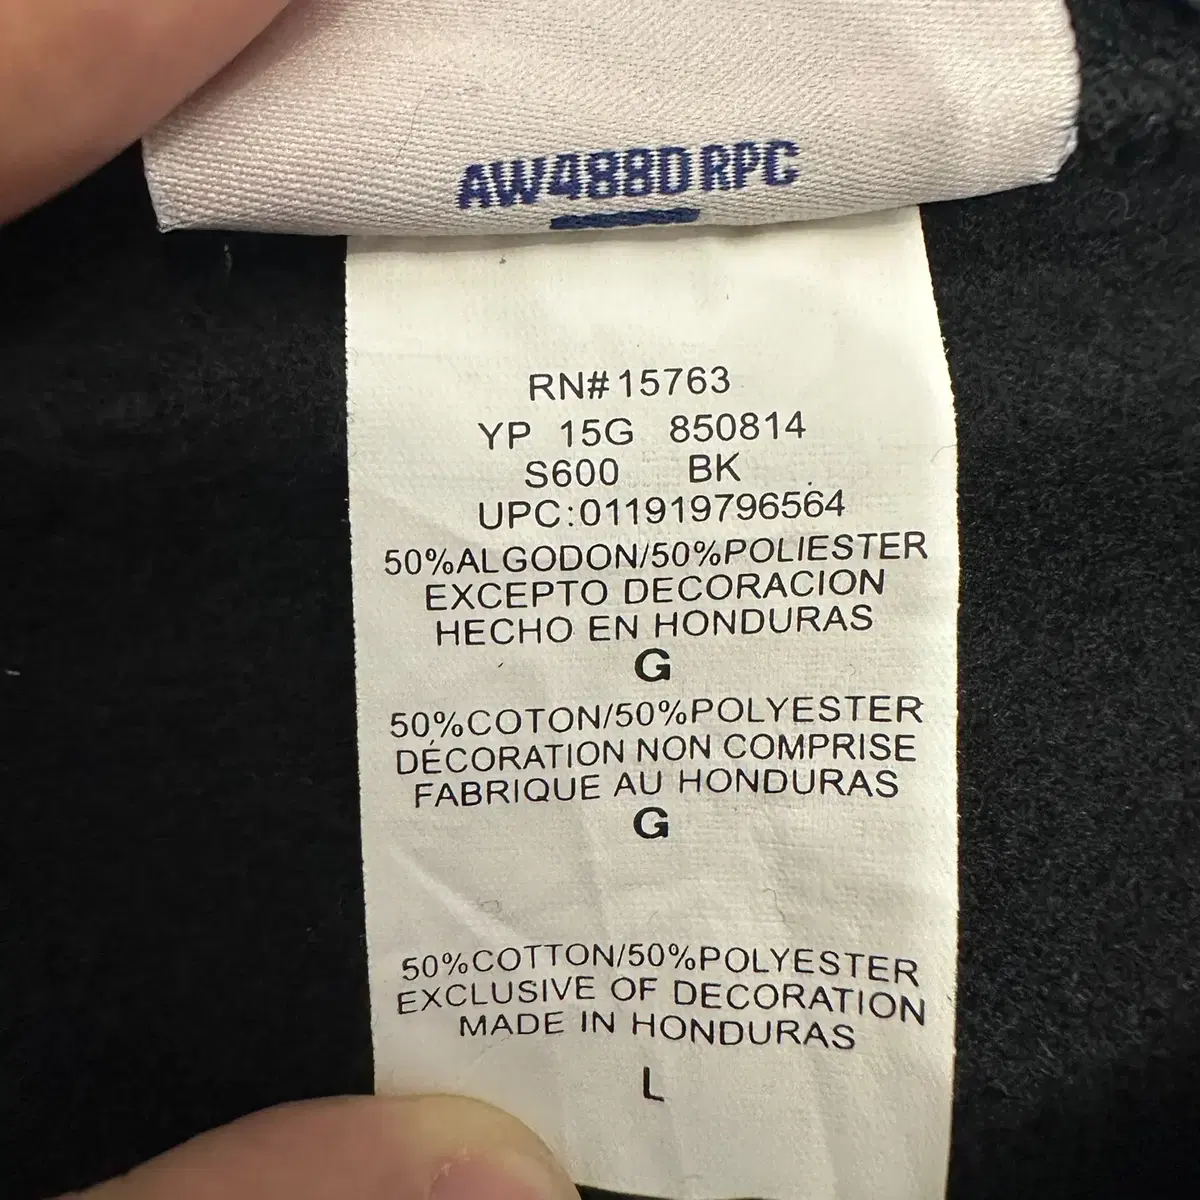 AW4880RPC
RN#15763
YP 15G 850814
S600 BK
UPC:011919796564
50%ALGODON/50%POLIESTER
EXCEPTO DECORACION
HECHO EN HONDURAS
G
50%COTON/50%POLYESTER
DÉCORATION NON COMPRISE
FABRIQUE AU HONDURAS
G
50%COTTON/50%POLYESTER
EXCLUSIVE OF DECORATION
MADE IN HONDURAS
L